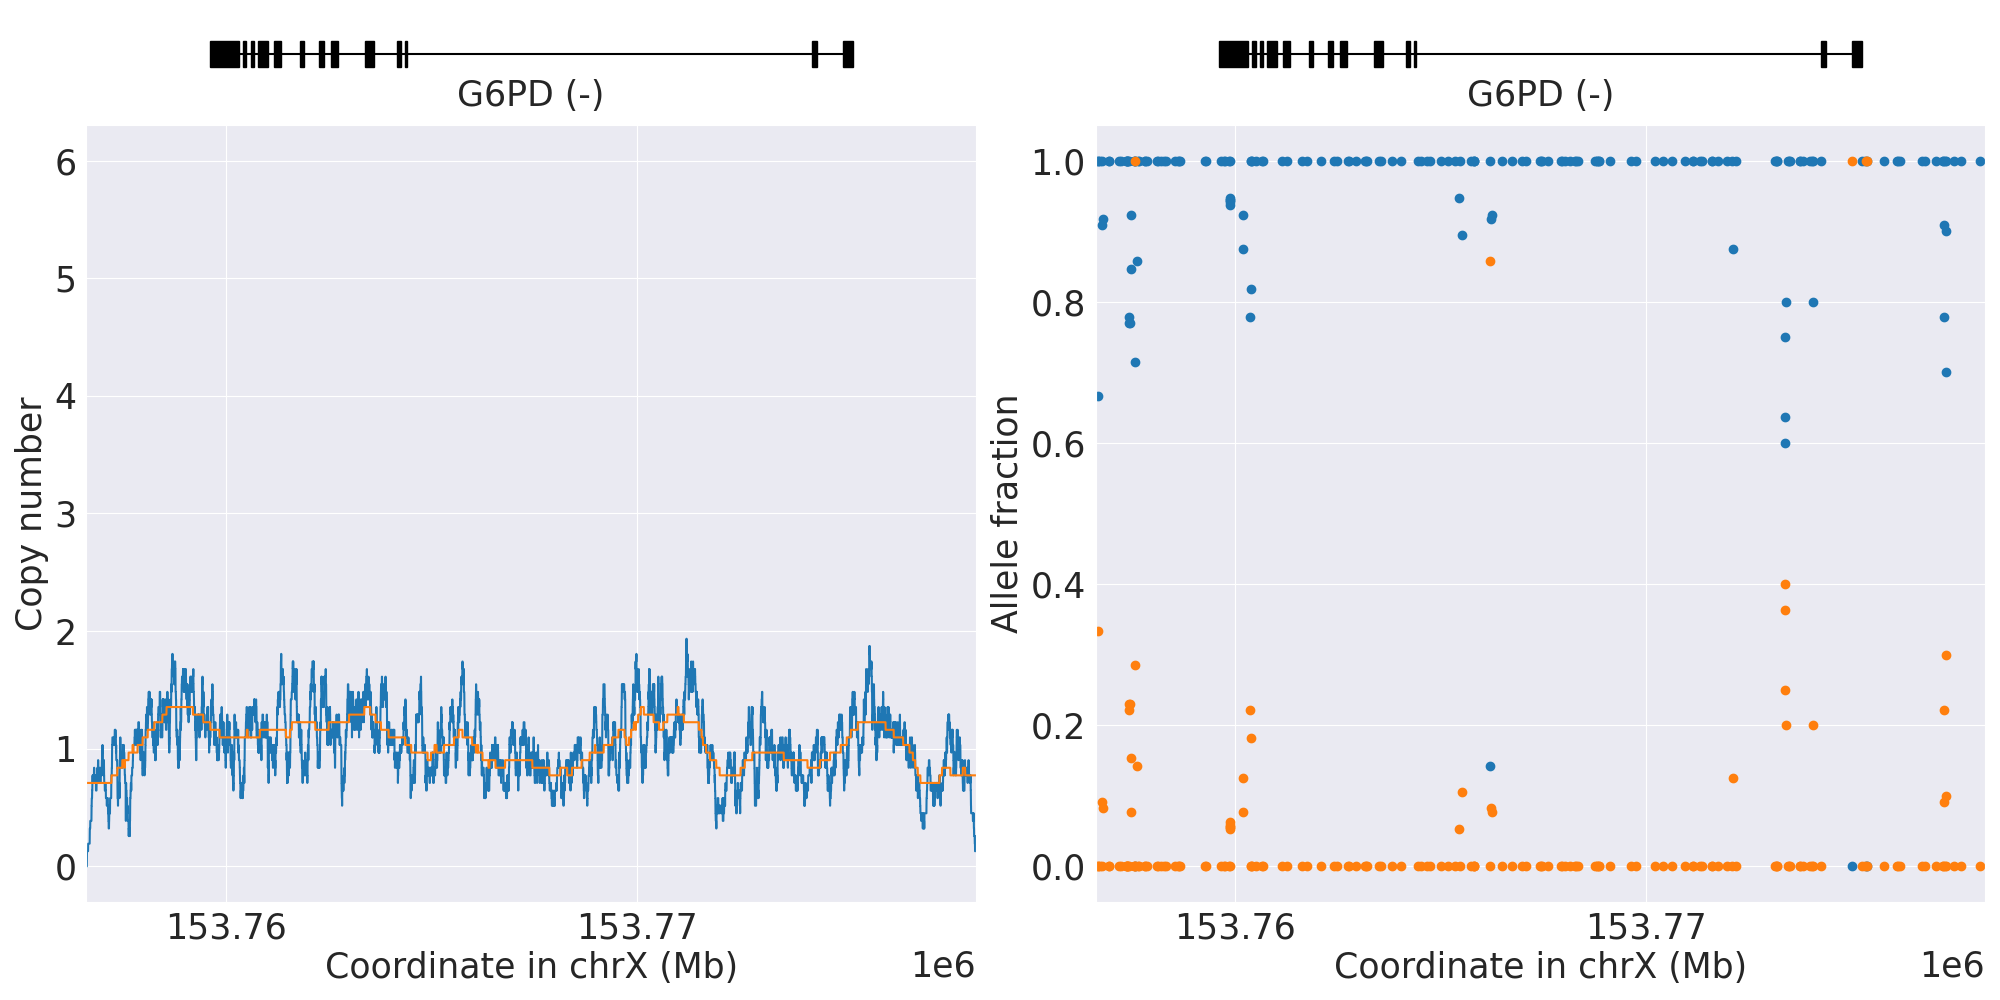 G6PD (-)
G6PD (-)
Copy number
6
5
4
3
2
1
0
153.76
153.77
Coordinate in chrX (Mb)
1e6
Allele fraction
1.0
0.8
0.6
0.4
0.2
0.0
153.76
153.77
Coordinate in chrX (Mb)
1e6